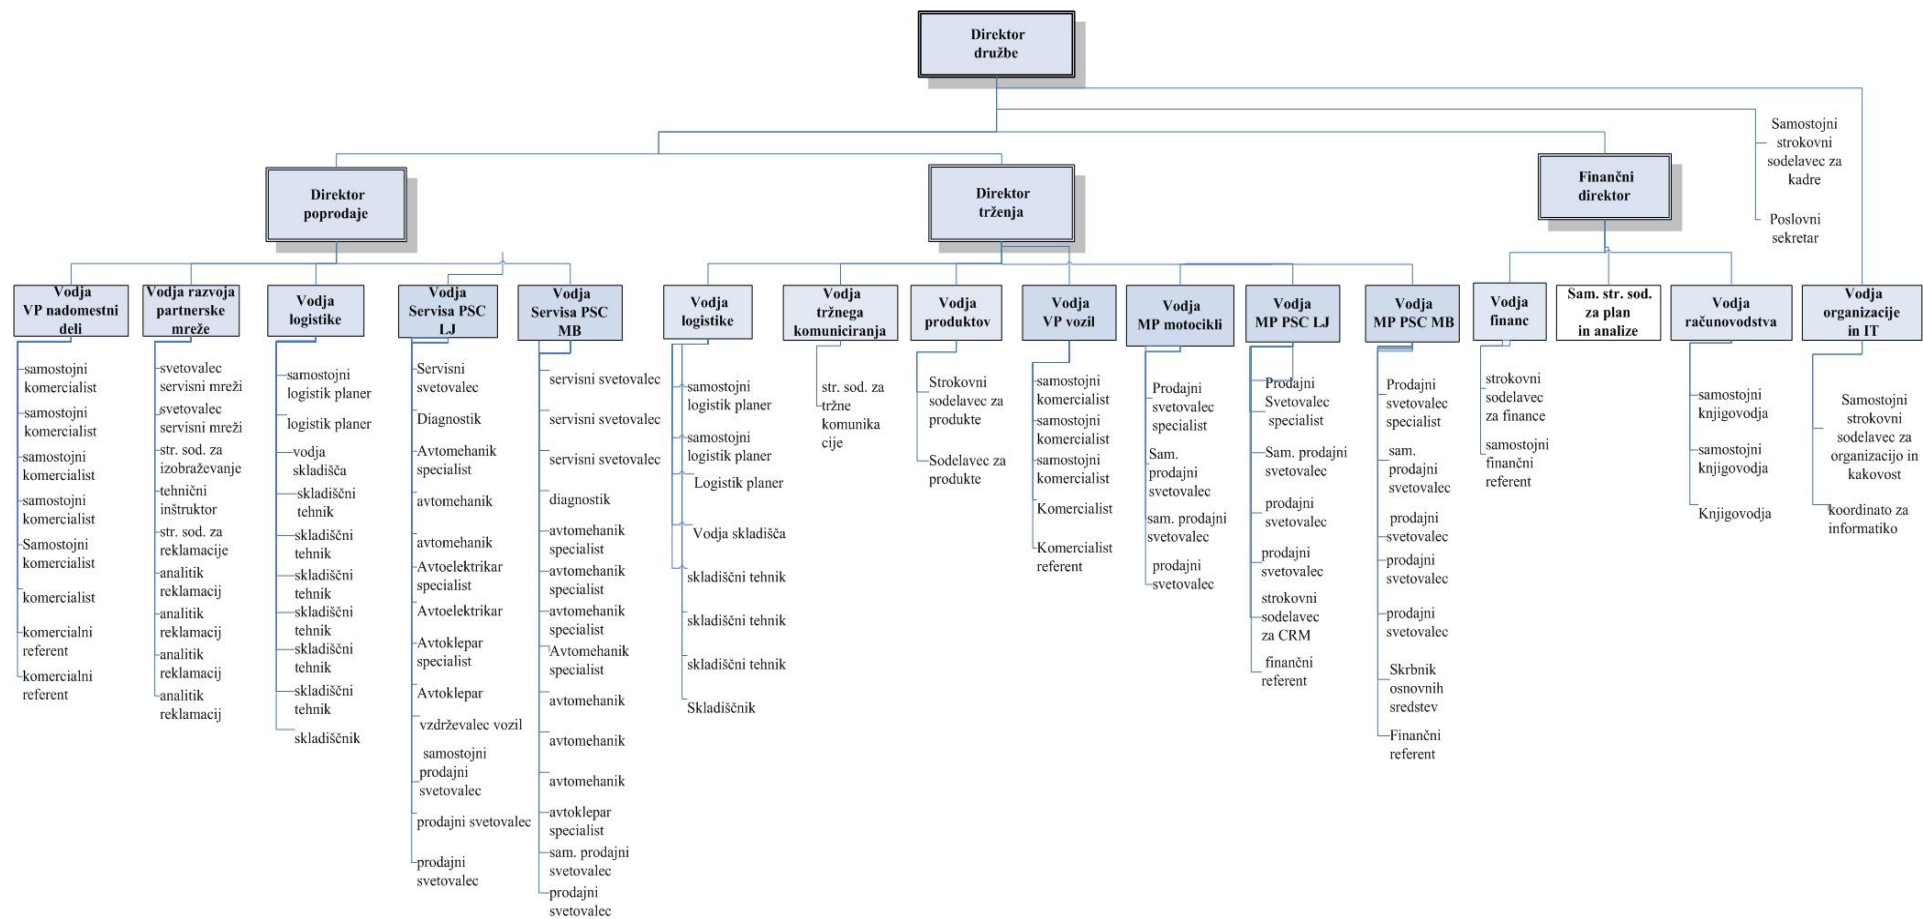 Direktor
družbe
Samostojni
strokovni
sodelavec za
kadre
Poslovni
sekretar
Direktor
poprodaje
Direktor
trženja
Finančni
direktor
Vodja
VP nadomestni
deli
samostojni
komercialist
samostojni
komercialist
samostojni
komercialist
samostojni
komercialist
Samostojni
komercialist
komercialist
komercialni
referent
komercialni
referent
Vodja razvoja
partnerske
mreže
svetovalec
servisni mreži
svetovalec
servisni mreži
str. sod. za
izobraževanje
tehnični
inštruktor
str. sod. za
reklamacije
analitik
reklamacij
analitik
reklamacij
analitik
reklamacij
analitik
reklamacij
Vodja
logistike
samostojni
logistik planer
logistik planer
vodja
skladišča
skladiščni
tehnik
skladiščni
tehnik
skladiščni
tehnik
skladiščni
tehnik
skladiščni
tehnik
skladiščni
tehnik
skladiščnik
Vodja
Servisa PSC
LJ
Servisni
svetovalec
Diagnostik
Avtomehanik
specialist
avtomehanik
avtomehanik
Avtoelektrikar
specialist
Avtoelektrikar
Avtoklepar
specialist
Avtoklepar
vzdrževalec vozil
samostojni
prodajni
svetovalec
prodajni svetovalec
prodajni
svetovalec
Vodja
Servisa PSC
MB
servisni svetovalec
servisni svetovalec
servisni svetovalec
diagnostik
avtomehanik
specialist
avtomehanik
specialist
avtomehanik
specialist
Avtomehanik
specialist
avtomehanik
avtomehanik
avtomehanik
avtoklepar
specialist
sam. prodajni
svetovalec
prodajni
svetovalec
Vodja
logistike
samostojni
logistik planer
samostojni
logistik planer
Logistik planer
Vodja skladišča
skladiščni tehnik
skladiščni tehnik
skladiščni tehnik
Skladiščnik
Vodja
tržnega
komuniciranja
str. sod. za
tržne
komunika
cije
Vodja
produktov
Strokovni
sodelavec za
produkte
Sodelavec za
produkte
Vodja
VP vozil
samostojni
komercialist
samostojni
komercialist
samostojni
komercialist
Komercialist
Komercialist
referent
Vodja
MP motocikli
Prodajni
svetovalec
specialist
Sam.
prodajni
svetovalec
sam. prodajni
svetovalec
prodajni
svetovalec
Vodja
MP PSC LJ
Prodajni
Svetovalec
specialist
Sam. prodajni
svetovalec
prodajni
svetovalec
prodajni
svetovalec
strokovni
sodelavec
za CRM
finančni
referent
Vodja
MP PSC MB
Prodajni
svetovalec
specialist
sam.
prodajni
svetovalec
prodajni
svetovalec
prodajni
svetovalec
prodajni
svetovalec
Skrbnik
osnovnih
sredstev
Finančni
referent
Vodja
financ
strokovni
sodelavec
za finance
samostojni
finančni
referent
Sam. str. sod.
za plan
in analize
Vodja
računovodstva
samostojni
knjigovodja
samostojni
knjigovodja
Knjigovodja
Vodja
organizacije
in IT
Samostojni
strokovni
sodelavec za
organizacijo in
kakovost
koordinato za
informatiko